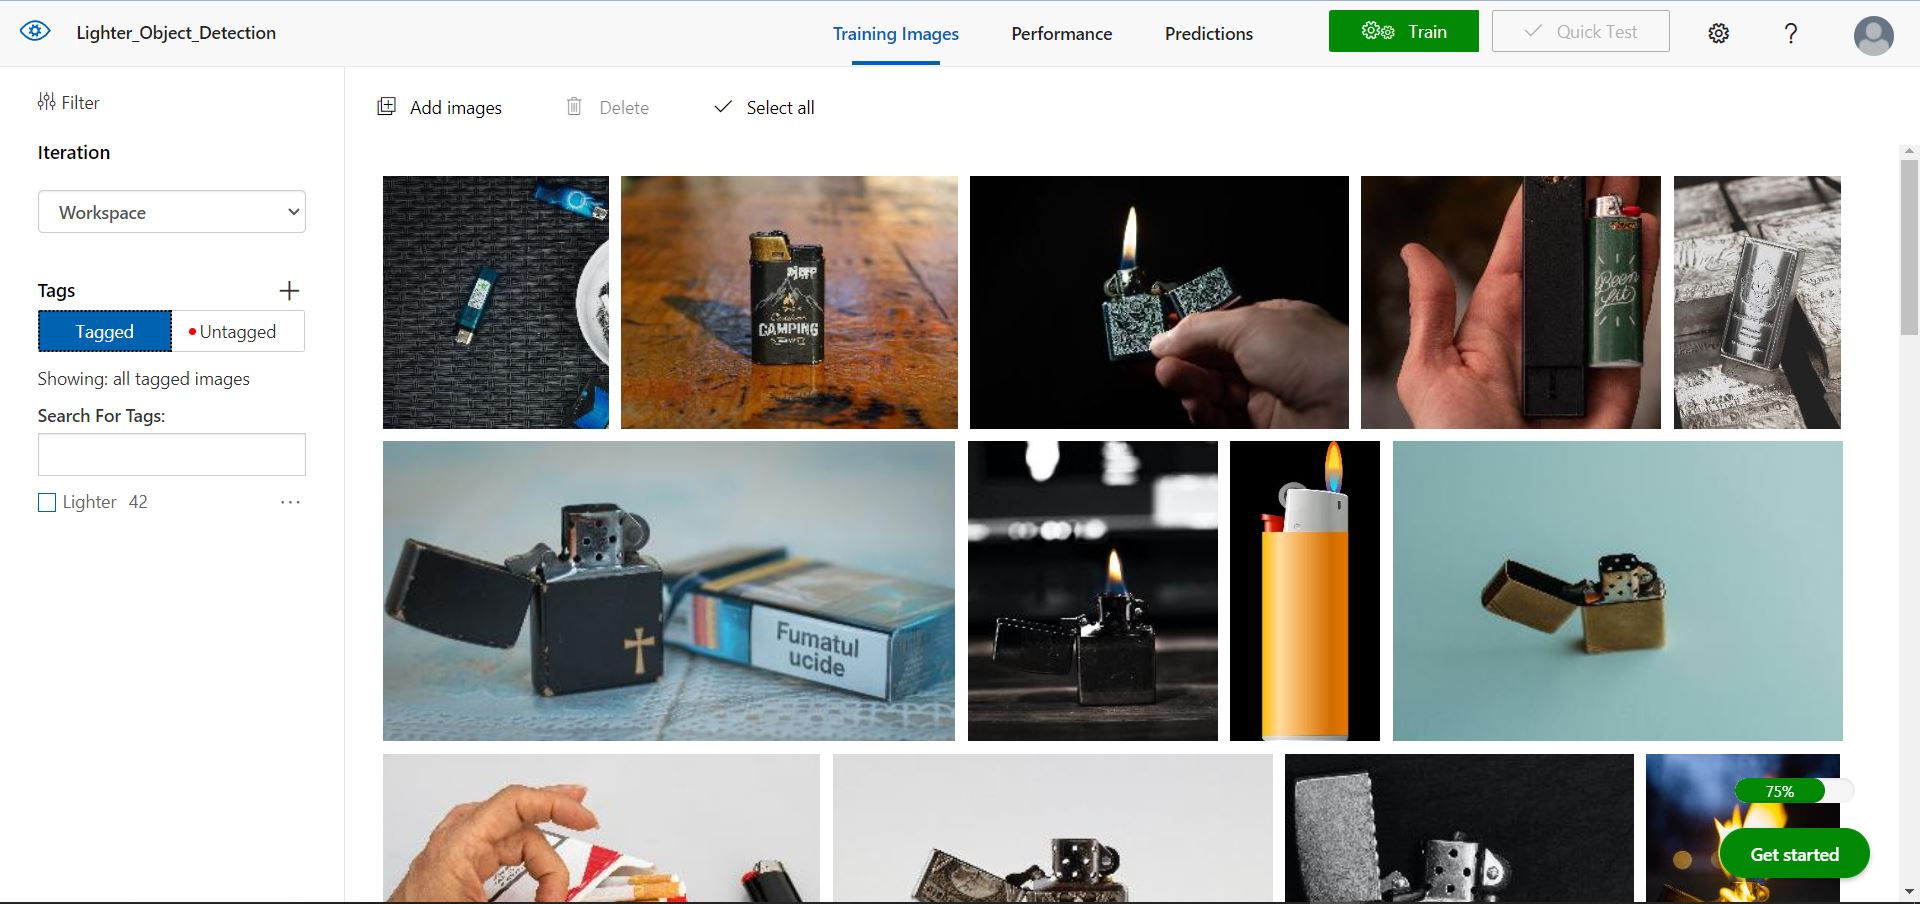 Lighter_Object_Detection
Training Images
Performance
Predictions
Train
Quick Test
?
Filter
Add images
Delete
Select all
Iteration
Workspace
Tags
Tagged
Untagged
Showing: all tagged images
Search For Tags:
Lighter 42
...
JEEP
CAMPING
Been
Lit
Fumatul
ucide
75%
Get started